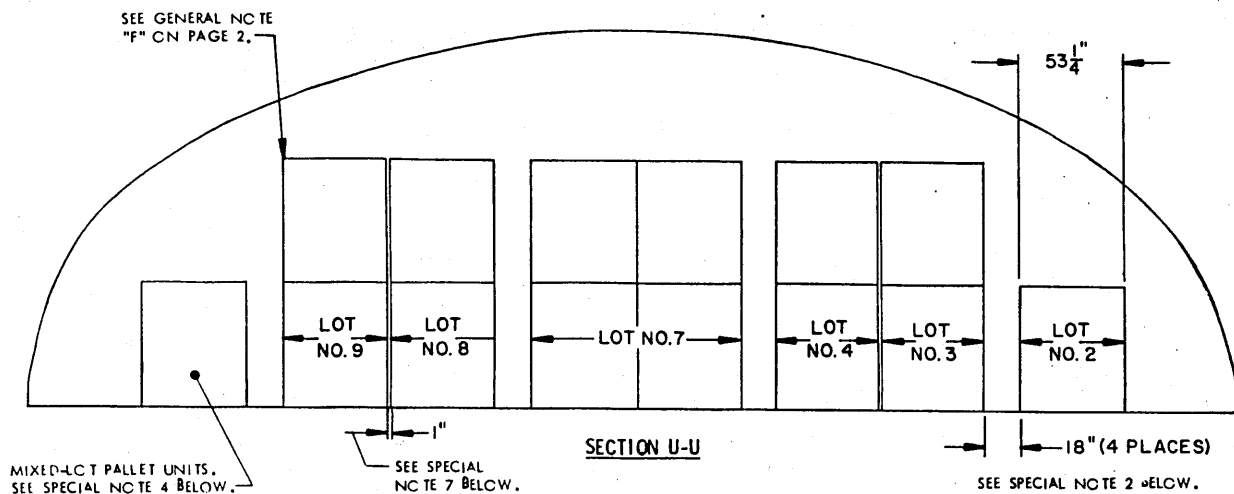 SEE GENERAL NOTE
"F" ON PAGE 2.
53 1/4"
LOT
NO. 9
LOT
NO. 8
LOT NO. 7
LOT
NO. 4
LOT
NO. 3
LOT
NO. 2
1"
SECTION U-U
18" (4 PLACES)
MIXED-LOT PALLET UNITS.
SEE SPECIAL NOTE 4 BELOW.
SEE SPECIAL
NOTE 7 BELOW.
SEE SPECIAL NOTE 2 BELOW.